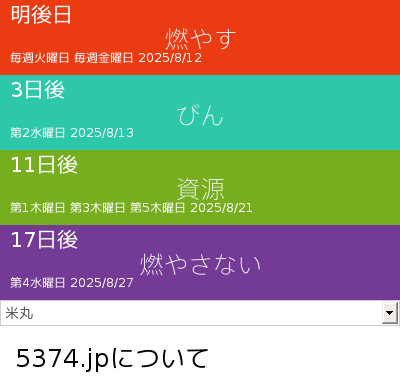 明後日
燃やす
毎週火曜日 毎週金曜日 2025/8/12
3日後
びん
第2水曜日 2025/8/13
11日後
資源
第1木曜日 第3木曜日 第5木曜日 2025/8/21
17日後
燃やさない
第4水曜日 2025/8/27
米丸
5374.jpについて